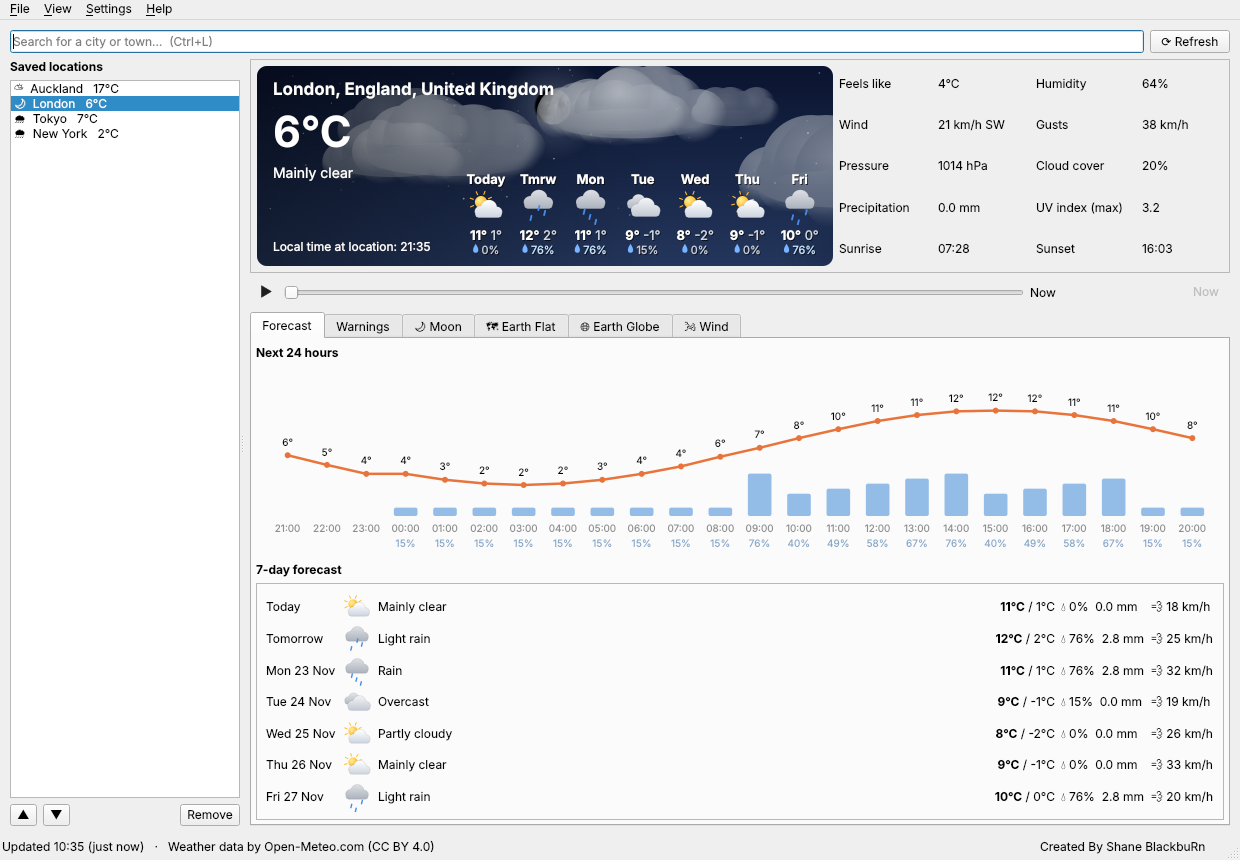 File View Settings Help
Search for a city or town... (Ctrl+L)
⟳ Refresh
Saved locations
Auckland 17°C
London 6°C
Tokyo 7°C
New York 2°C
London, England, United Kingdom
6°C
Mainly clear
Today Tmrw Mon Tue Wed Thu Fri
11° 1° 12° 2° 11° 1° 9° -1° 8° -2° 9° -1° 10° 0°
0% 76% 76% 15% 0% 0% 76%
Local time at location: 21:35
Feels like 4°C Humidity 64%
Wind 21 km/h SW Gusts 38 km/h
Pressure 1014 hPa Cloud cover 20%
Precipitation 0.0 mm UV index (max) 3.2
Sunrise 07:28 Sunset 16:03
Now Now
Forecast Warnings Moon Earth Flat Earth Globe Wind
Next 24 hours
6° 5° 4° 4° 3° 2° 2° 2° 3° 4° 4° 6° 7° 8° 10° 11° 11° 12° 12° 12° 11° 11° 10° 8°
21:00 22:00 23:00 00:00 01:00 02:00 03:00 04:00 05:00 06:00 07:00 08:00 09:00 10:00 11:00 12:00 13:00 14:00 15:00 16:00 17:00 18:00 19:00 20:00
15% 15% 15% 15% 15% 15% 15% 15% 15% 76% 40% 49% 58% 67% 76% 40% 49% 58% 67% 15% 15%
7-day forecast
Today Mainly clear 11°C / 1°C 0% 0.0 mm 18 km/h
Tomorrow Light rain 12°C / 2°C 76% 2.8 mm 25 km/h
Mon 23 Nov Rain 11°C / 1°C 76% 2.8 mm 32 km/h
Tue 24 Nov Overcast 9°C / -1°C 15% 0.0 mm 19 km/h
Wed 25 Nov Partly cloudy 8°C / -2°C 0% 0.0 mm 26 km/h
Thu 26 Nov Mainly clear 9°C / -1°C 0% 0.0 mm 33 km/h
Fri 27 Nov Light rain 10°C / 0°C 76% 2.8 mm 20 km/h
Remove
Updated 10:35 (just now) · Weather data by Open-Meteo.com (CC BY 4.0)
Created By Shane BlackbuRn